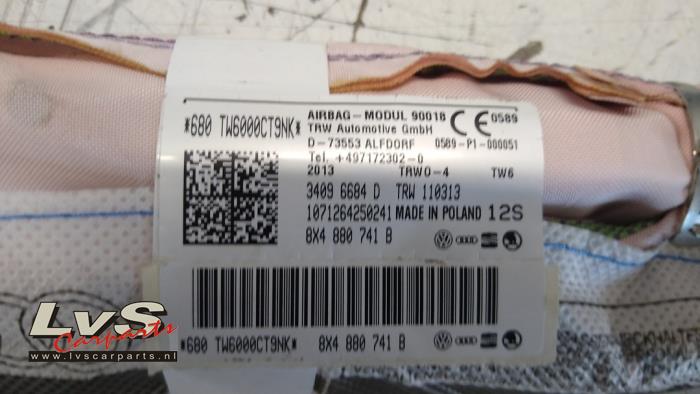 *680 TW6000CT9NK*
AIRBAG-MODUL 90018
TRW Automotive GmbH
D-73553 ALFDORF
Tel. +497172302-0
CE 0589
0589-P1-000051
2013 TRWO-4 TW6
3409 6684 D TRW 110313
1071264250241 MADE IN POLAND 12S
8X4 880 741 B
*680 TW6000CT9NK* 8X4 880 741 B
LvS
Carparts
www.lvscarparts.nl